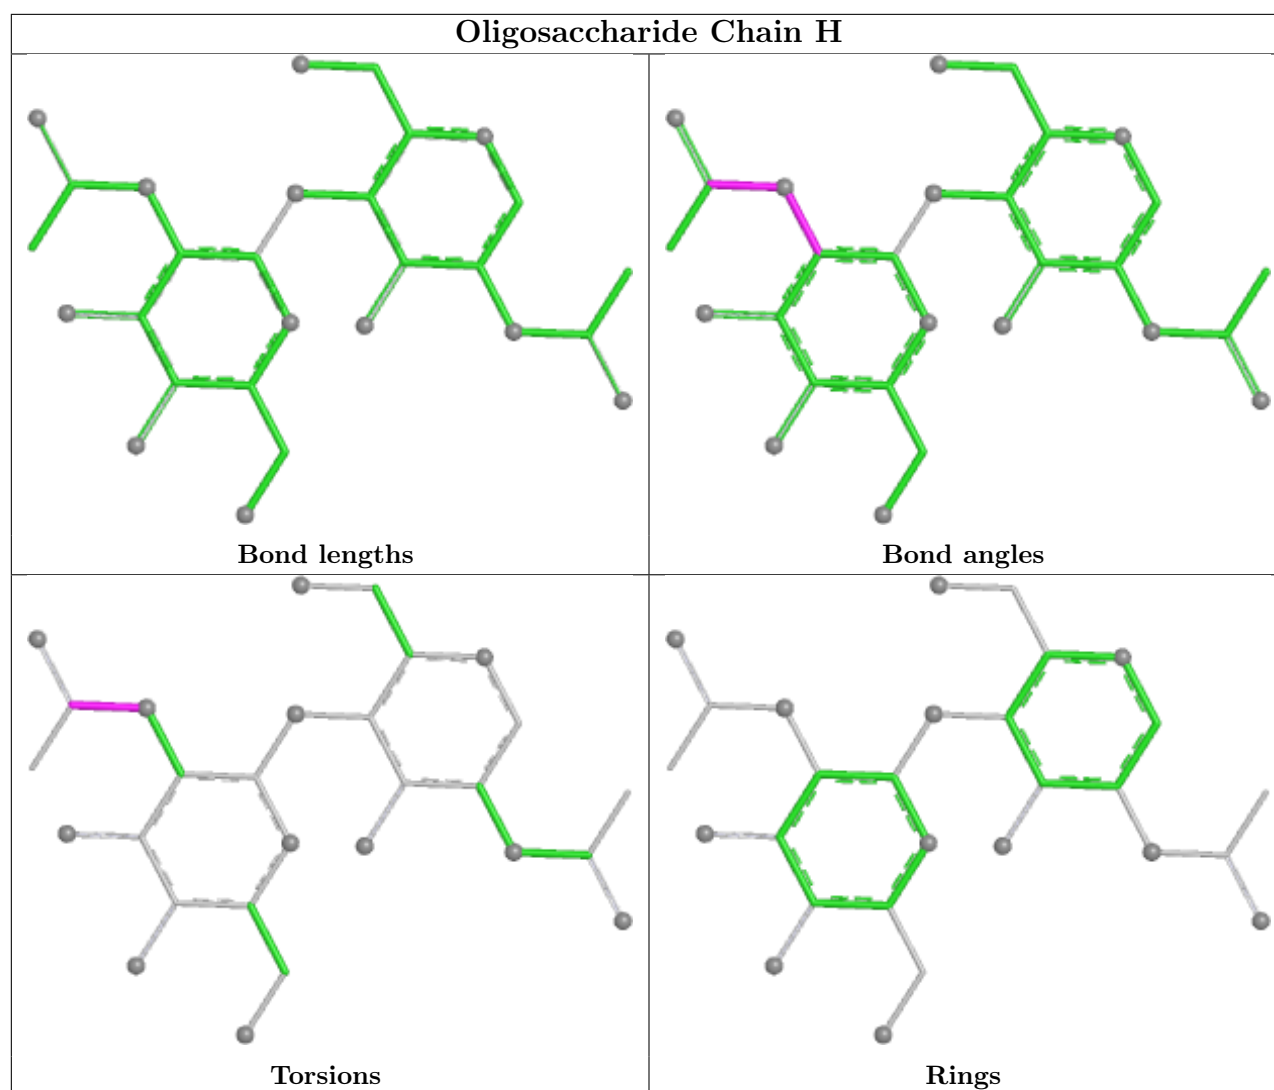 Oligosaccharide Chain H
Bond lengths
Bond angles
Torsions
Rings